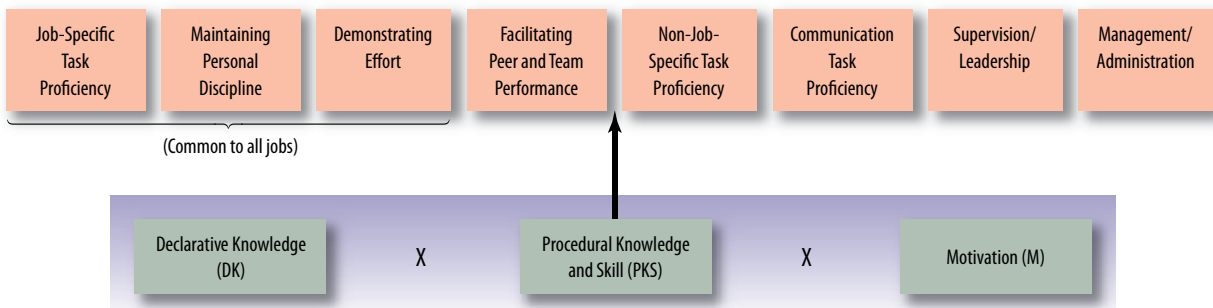 Job-Specific
Task
Proficiency
Maintaining
Personal
Discipline
Demonstrating
Effort
Facilitating
Peer and Team
Performance
Non-Job-
Specific Task
Proficiency
Communication
Task
Proficiency
Supervision/
Leadership
Management/
Administration
(Common to all jobs)
Declarative Knowledge
(DK)
X
Procedural Knowledge
and Skill (PKS)
X
Motivation (M)